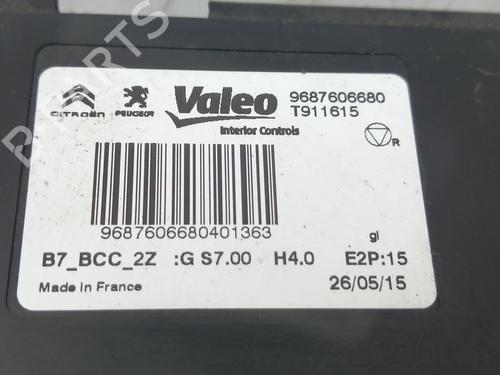 CITROËN PEUGEOT Valeo 9687606680
Interior Controls T911615
R
9687606680401363
gl
B7_BCC_2Z :G S7.00 H4.0 E2P:15
Made in France 26/05/15